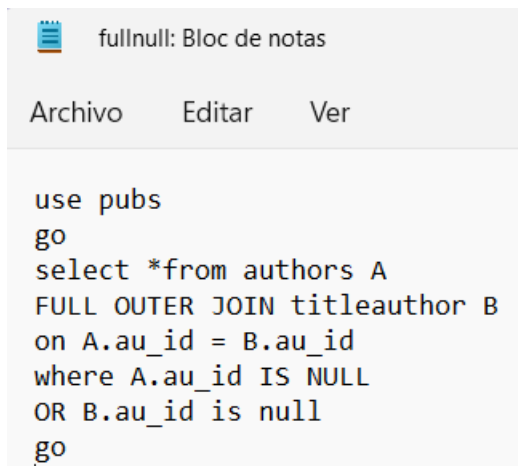 fullnull: Bloc de notas
Archivo Editar Ver
use pubs
go
select *from authors A
FULL OUTER JOIN titleauthor B
on A.au_id = B.au_id
where A.au_id IS NULL
OR B.au_id is null
go